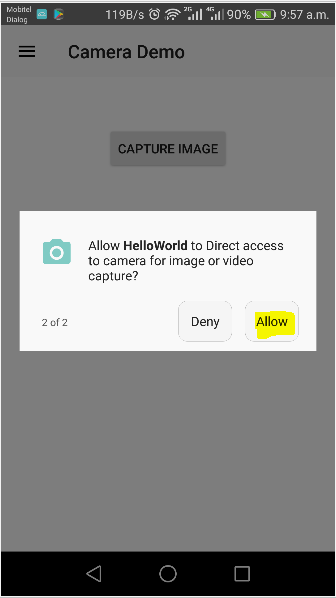 Mobitel
Dialog
119B/s 2G 4G 90% 9:57 a.m.
Camera Demo
CAPTURE IMAGE
Allow HelloWorld to Direct access
to camera for image or video
capture?
2 of 2
Deny
Allow